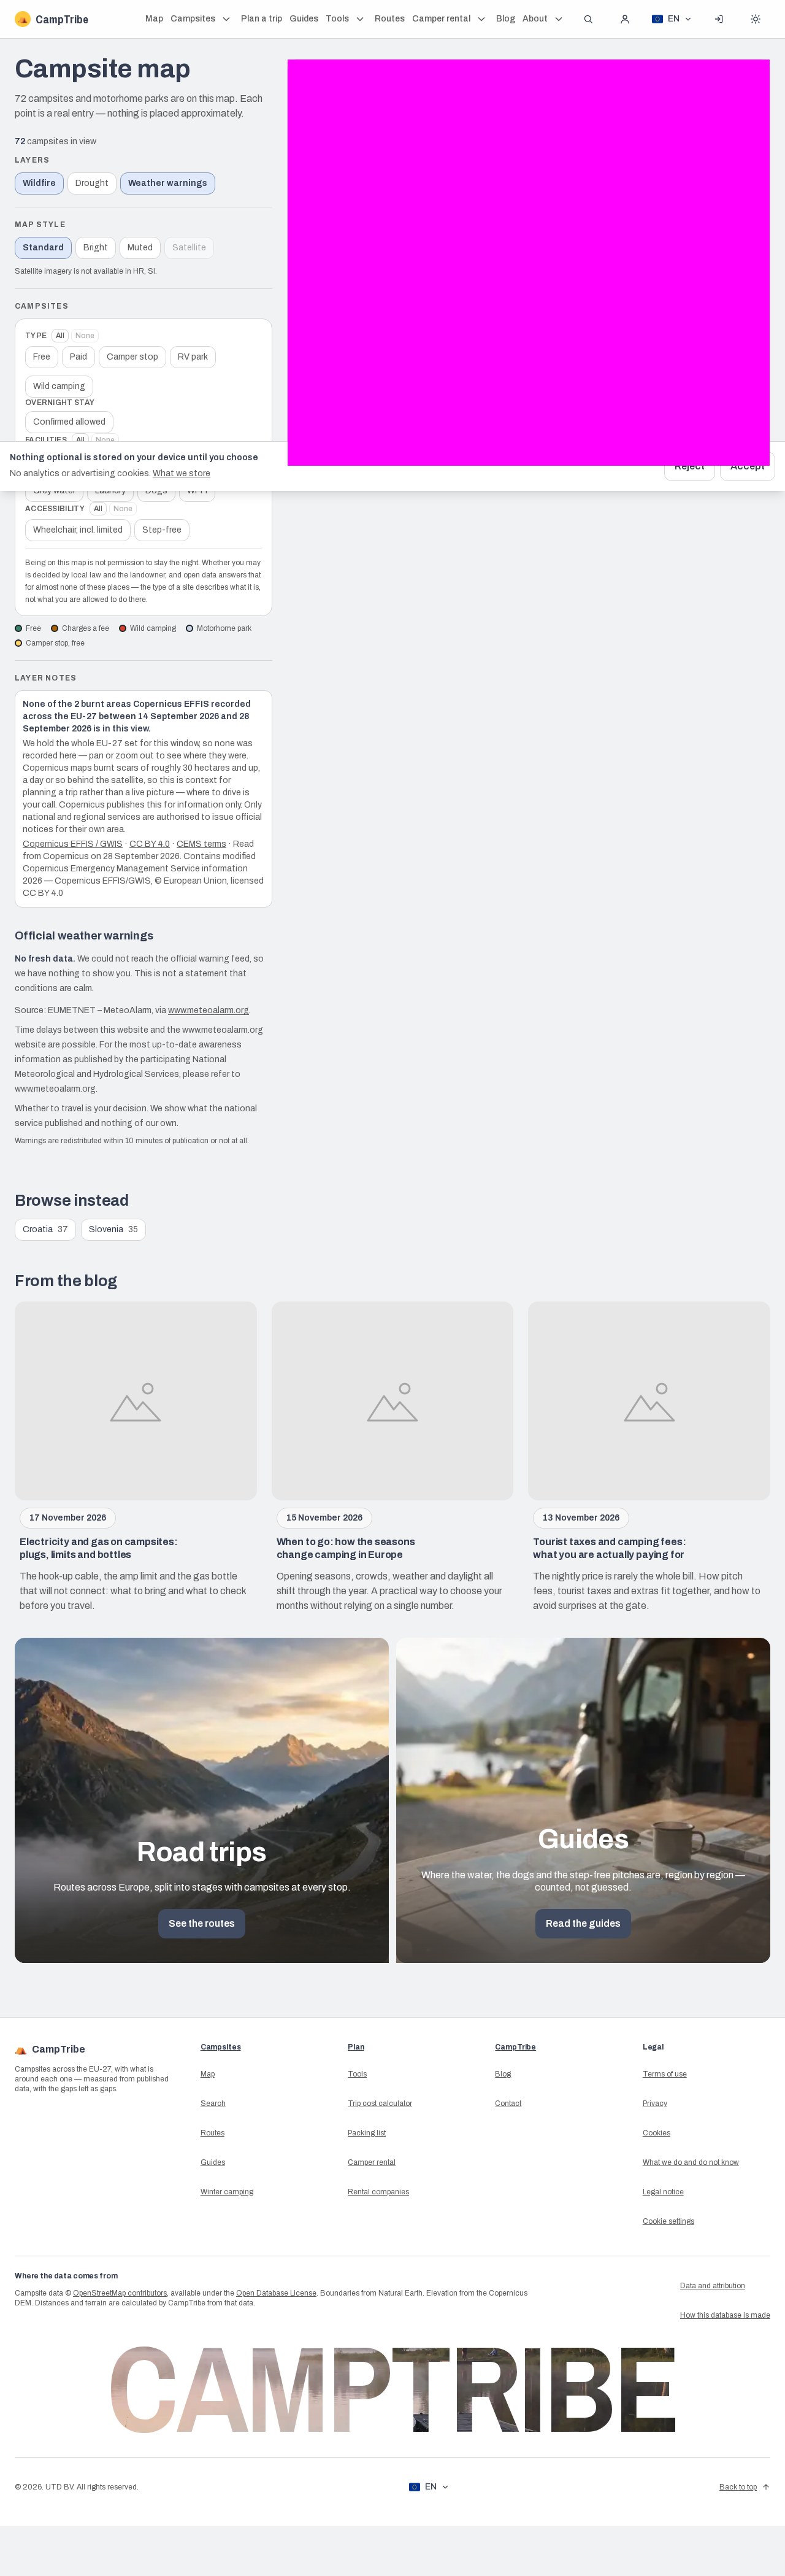 CampTribe
Map Campsites Plan a trip Guides Tools Routes Camper rental Blog About EN
Campsite map
72 campsites and motorhome parks are on this map. Each
point is a real entry — nothing is placed approximately.
72 campsites in view
LAYERS
Wildfire Drought Weather warnings
MAP STYLE
Standard Bright Muted Satellite
Satellite imagery is not available in HR, SI.
CAMPSITES
TYPE All None
Free Paid Camper stop RV park
Wild camping
OVERNIGHT STAY
Confirmed allowed
FACILITIES All None
Nothing optional is stored on your device until you choose
No analytics or advertising cookies. What we store
Reject Accept
Grey water Laundry Dogs Wi-Fi
ACCESSIBILITY All None
Wheelchair, incl. limited Step-free
Being on this map is not permission to stay the night. Whether you may
is decided by local law and the landowner, and open data answers that
for almost none of these places — the type of a site describes what it is,
not what you are allowed to do there.
Free Charges a fee Wild camping Motorhome park
Camper stop, free
LAYER NOTES
None of the 2 burnt areas Copernicus EFFIS recorded
across the EU-27 between 14 September 2026 and 28
September 2026 is in this view.
We hold the whole EU-27 set for this window, so none was
recorded here — pan or zoom out to see where they were.
Copernicus maps burnt scars of roughly 30 hectares and up,
a day or so behind the satellite, so this is context for
planning a trip rather than a live picture — where to drive is
your call. Copernicus publishes this for information only. Only
national and regional services are authorised to issue official
notices for their own area.
Copernicus EFFIS / GWIS · CC BY 4.0 · CEMS terms · Read
from Copernicus on 28 September 2026. Contains modified
Copernicus Emergency Management Service information
2026 — Copernicus EFFIS/GWIS, © European Union, licensed
CC BY 4.0
Official weather warnings
No fresh data. We could not reach the official warning feed, so
we have nothing to show you. This is not a statement that
conditions are calm.
Source: EUMETNET – MeteoAlarm, via www.meteoalarm.org.
Time delays between this website and the www.meteoalarm.org
website are possible. For the most up-to-date awareness
information as published by the participating National
Meteorological and Hydrological Services, please refer to
www.meteoalarm.org.
Whether to travel is your decision. We show what the national
service published and nothing of our own.
Warnings are redistributed within 10 minutes of publication or not at all.
Browse instead
Croatia 37 Slovenia 35
From the blog
17 November 2026
Electricity and gas on campsites:
plugs, limits and bottles
The hook-up cable, the amp limit and the gas bottle
that will not connect: what to bring and what to check
before you travel.
15 November 2026
When to go: how the seasons
change camping in Europe
Opening seasons, crowds, weather and daylight all
shift through the year. A practical way to choose your
months without relying on a single number.
13 November 2026
Tourist taxes and camping fees:
what you are actually paying for
The nightly price is rarely the whole bill. How pitch
fees, tourist taxes and extras fit together, and how to
avoid surprises at the gate.
Road trips
Routes across Europe, split into stages with campsites at every stop.
See the routes
Guides
Where the water, the dogs and the step-free pitches are, region by region —
counted, not guessed.
Read the guides
CampTribe
Campsites across the EU-27, with what is
around each one — measured from published
data, with the gaps left as gaps.
Campsites
Map
Search
Routes
Guides
Winter camping
Plan
Tools
Trip cost calculator
Packing list
Camper rental
Rental companies
CampTribe
Blog
Contact
Legal
Terms of use
Privacy
Cookies
What we do and do not know
Legal notice
Cookie settings
Where the data comes from
Campsite data © OpenStreetMap contributors, available under the Open Database License. Boundaries from Natural Earth. Elevation from the Copernicus
DEM. Distances and terrain are calculated by CampTribe from that data.
Data and attribution
How this database is made
CAMPTRIBE
© 2026, UTD BV. All rights reserved.
EN
Back to top